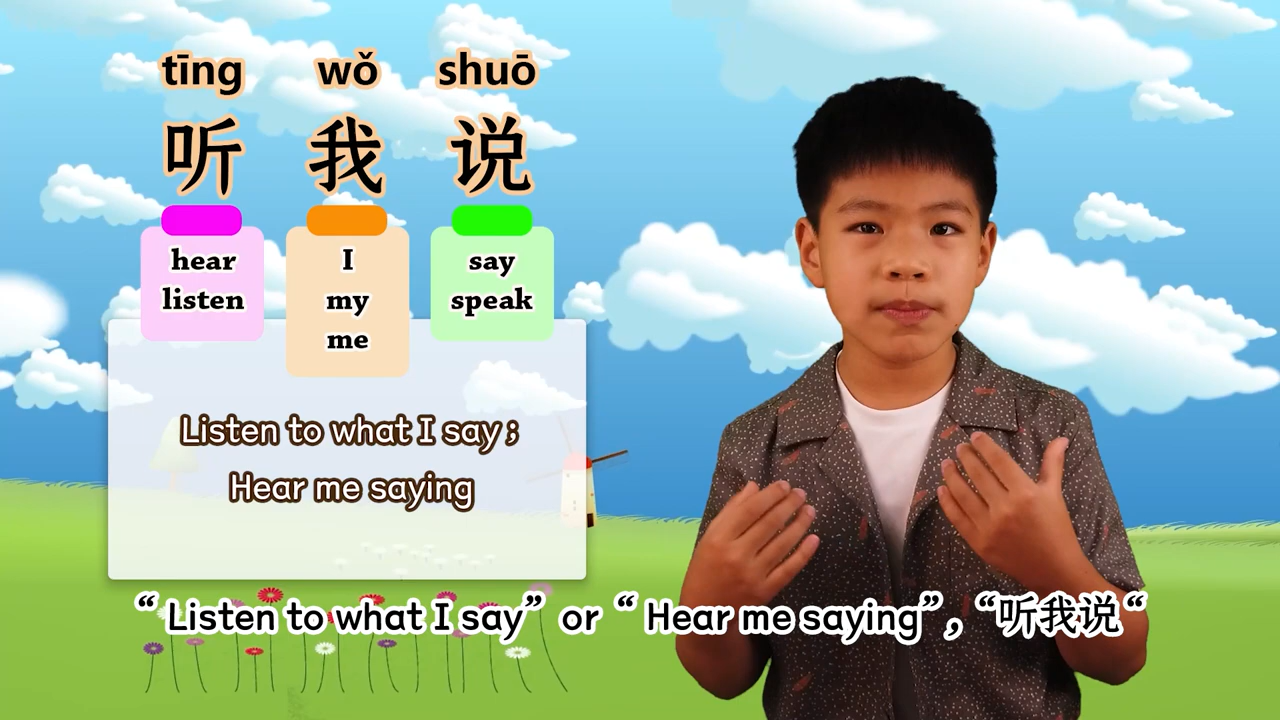 tīng wǒ shuō
听 我 说
hear
listen
I
my
me
say
speak
Listen to what I say;
Hear me saying
“ Listen to what I say” or “ Hear me saying”, “听我说“